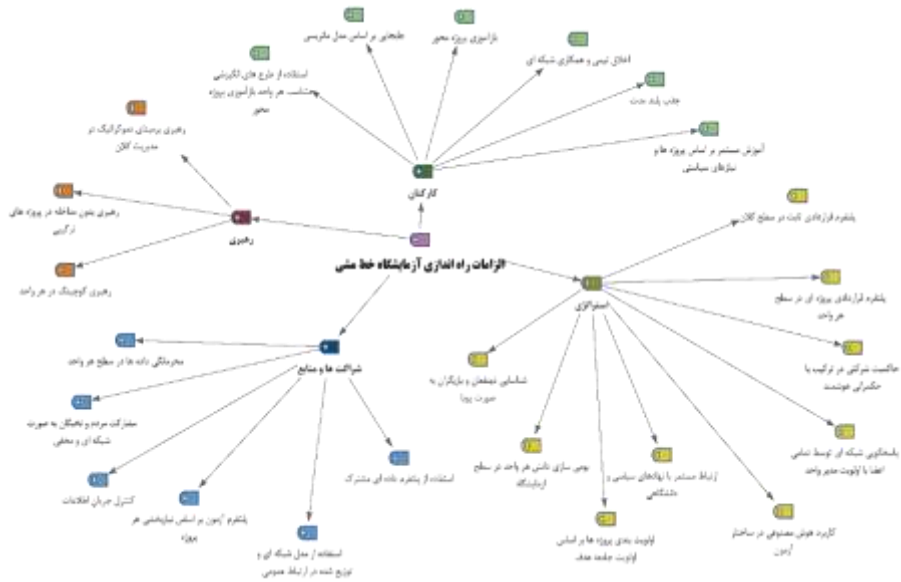 جابجایی بر اساس مدل ماتریسی
بازآموزی پروژه محور
اخلاق تیمی و همکاری شبکه ای
استفاده از طرح های انگیزشی
متناسب هر واحد بازآموزی پروژه
محور
جذب بلند مدت
رهبری بر مبنای دموکراتیک در
مدیریت کلان
آموزش مستمر بر اساس پروژه ها و
نیازهای سیاستی
کارکنان
رهبری بدون مداخله در پروژه های
ترکیبی
رهبری
پلتفرم قراردادی ثابت در سطح کلان
الزامات راه اندازی آزمایشگاه خط مشی
رهبری کوچینگ در هر واحد
استراتژی
پلتفرم قراردادی پروژه ای در سطح
هر واحد
محرمانگی داده ها در سطح هر واحد
شراکت ها و منابع
شناسایی ذینفعان و بازیگران به
صورت پویا
حاکمیت شرکتی در ترکیب با
حکمرانی هوشمند
مشارکت مردم و نخبگان به صورت
شبکه ای و محفی
پاسخگویی شبکه ای توسط تمامی
اعضا با اولویت مدیر واحد
استفاده از پلتفرم داده ای مشترک
بومی سازی دانش هر واحد در سطح
آزمایشگاه
ارتباط مستمر با نهادهای سیاسی و
دانشگاهی
کنترل جریان اطلاعات
پلتفرم آزمون بر اساس نیازبخشی هر
پروژه
کاربرد هوش مصنوعی در ساختار
آزمون
اولویت بندی پروژه ها بر اساس
اولویت جامعه هدف
استفاده از مدل شبکه ای و
توزیع شده در ارتباط عمومی